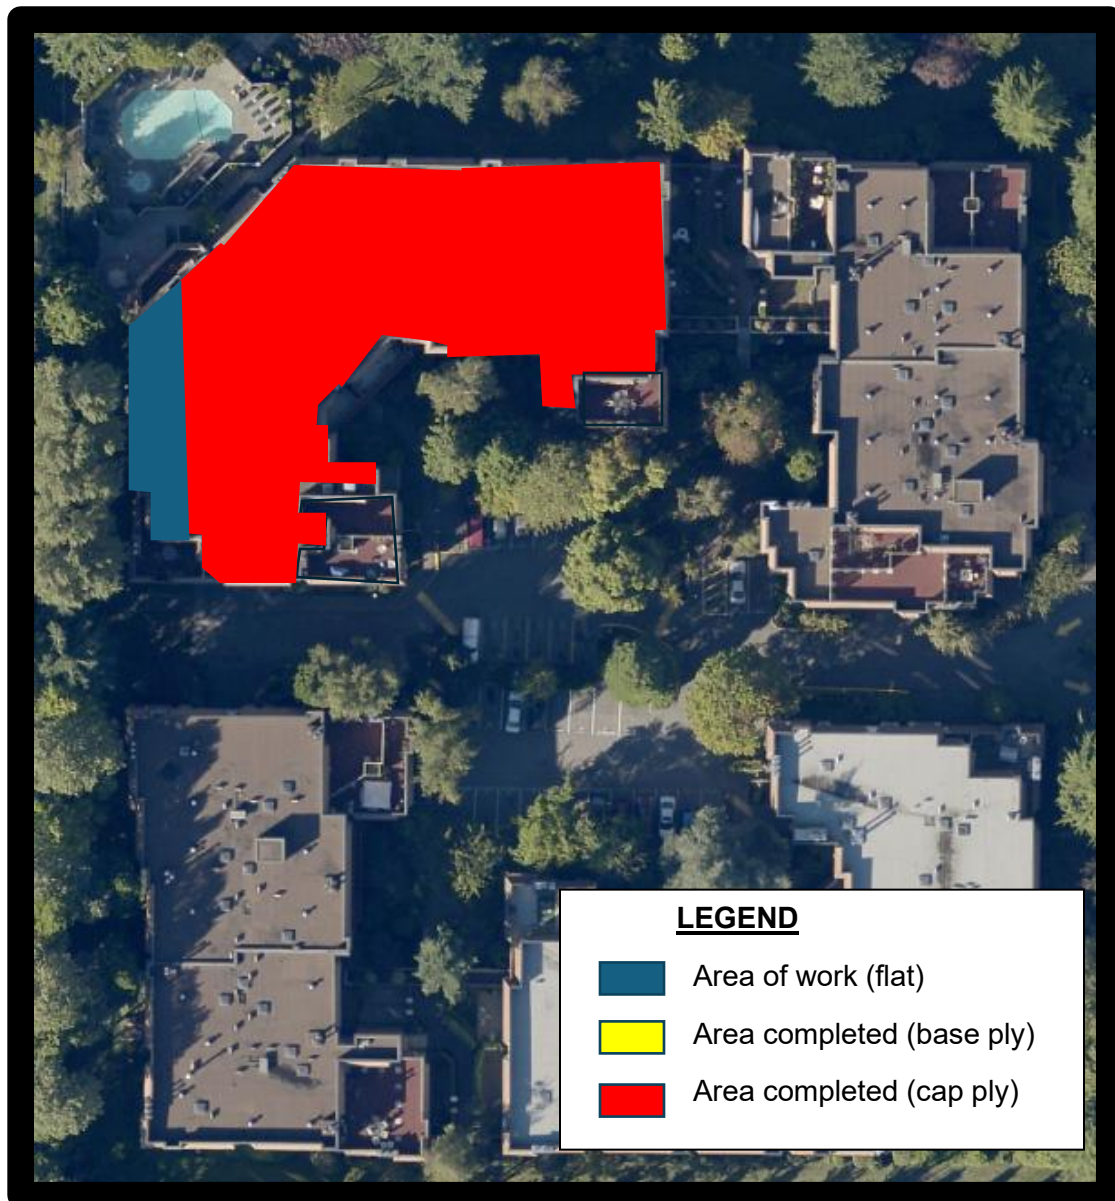 LEGEND
Area of work (flat)
Area completed (base ply)
Area completed (cap ply)